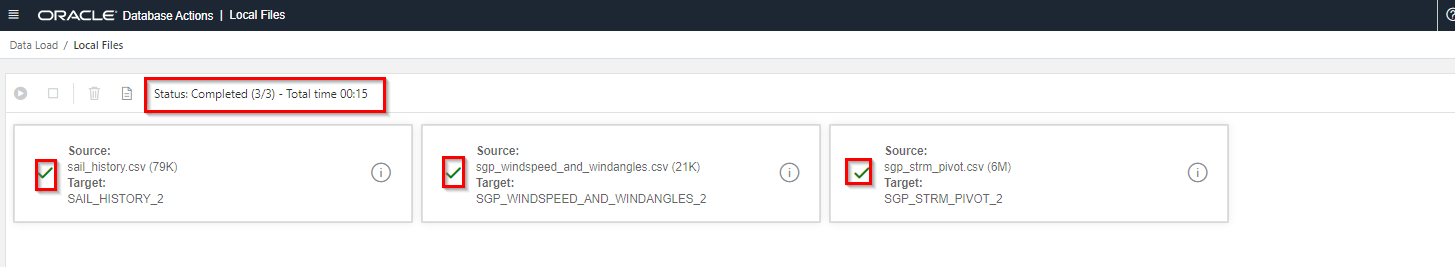 ORACLE Database Actions | Local Files
Data Load / Local Files
Status: Completed (3/3) - Total time 00:15
Source:
sail_history.csv (79K)
Target:
SAIL_HISTORY_2
Source:
sgp_windspeed_and_windangles.csv (21K)
Target:
SGP_WINDSPEED_AND_WINDANGLES_2
Source:
sgp_strm_pivot.csv (6M)
Target:
SGP_STRM_PIVOT_2